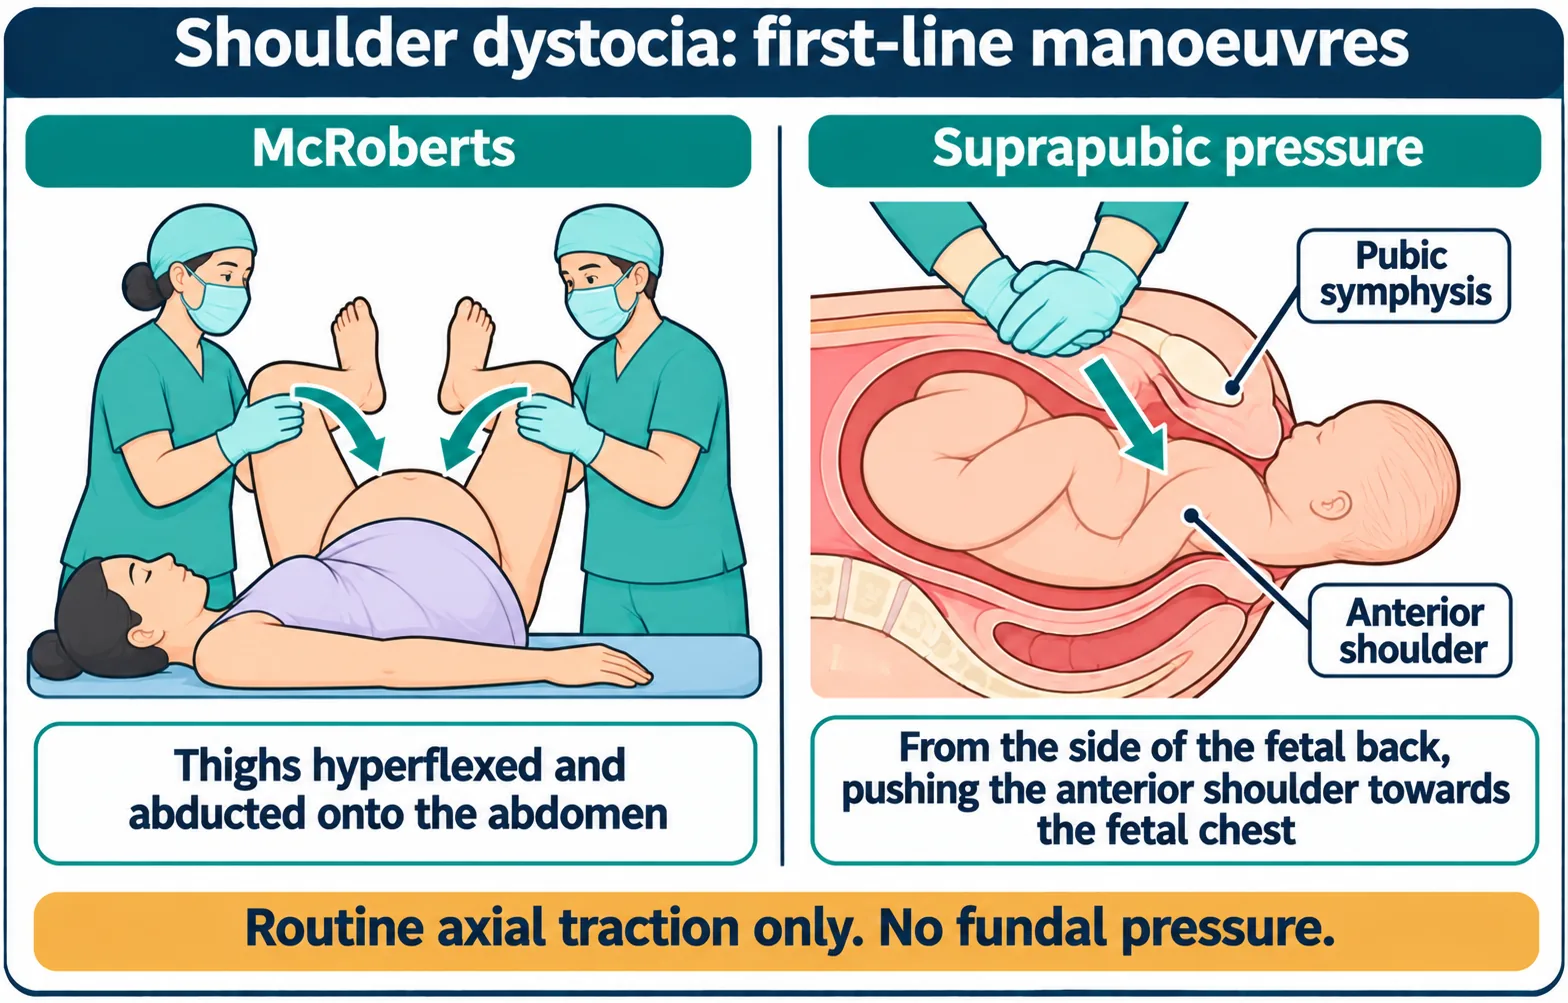 Shoulder dystocia: first-line manoeuvres
McRoberts
Thighs hyperflexed and
abducted onto the abdomen
Suprapubic pressure
Pubic
symphysis
Anterior
shoulder
From the side of the fetal back,
pushing the anterior shoulder towards
the fetal chest
Routine axial traction only. No fundal pressure.